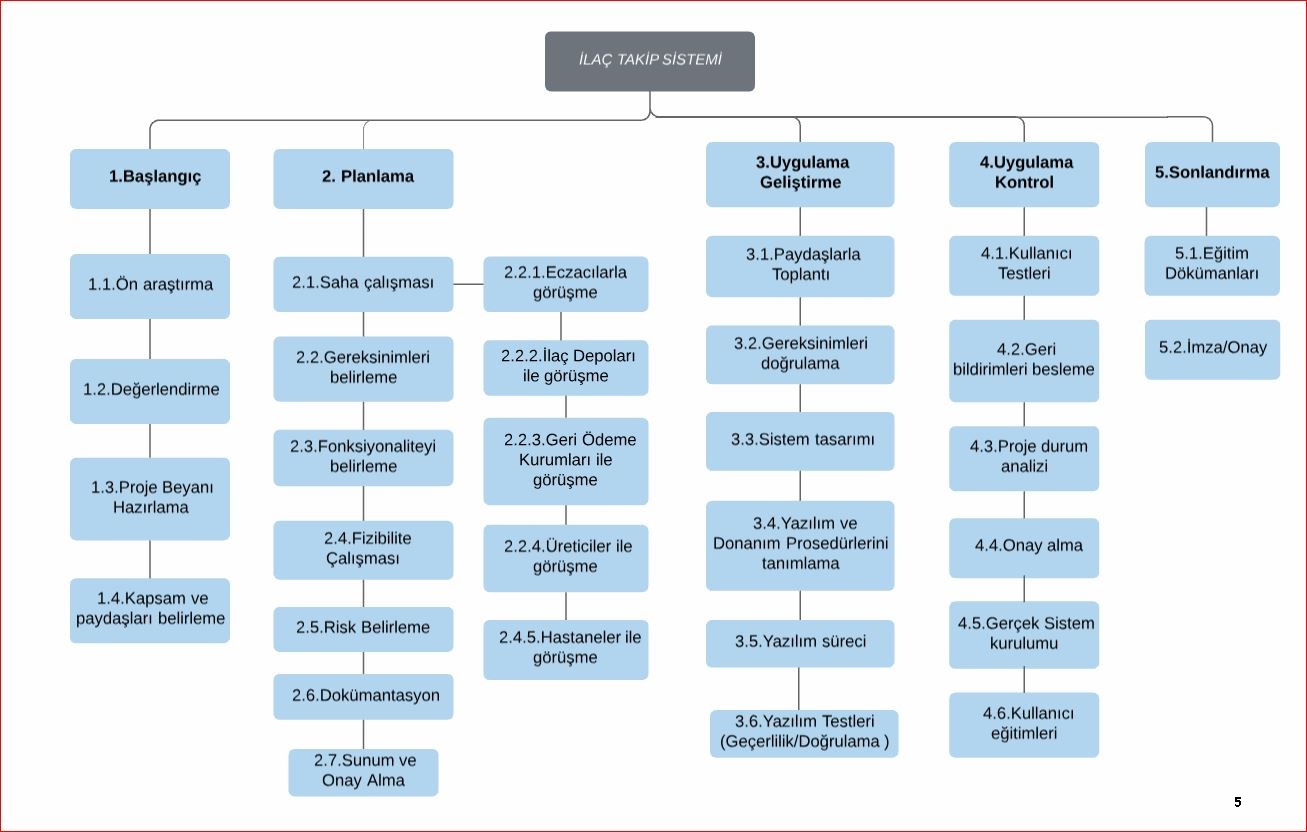 İLAÇ TAKİP SİSTEMİ
1.Başlangıç
1.1.Ön araştırma
1.2.Değerlendirme
1.3.Proje Beyanı
Hazırlama
1.4.Kapsam ve
paydaşları belirleme
2. Planlama
2.1.Saha çalışması
2.2.Gereksinimleri
belirleme
2.3.Fonksiyonaliteyi
belirleme
2.4.Fizibilite
Çalışması
2.5.Risk Belirleme
2.6.Dokümantasyon
2.7.Sunum ve
Onay Alma
2.2.1.Eczacılarla
görüşme
2.2.2.İlaç Depoları
ile görüşme
2.2.3.Geri Ödeme
Kurumları ile
görüşme
2.2.4.Üreticiler ile
görüşme
2.4.5.Hastaneler ile
görüşme
3.Uygulama
Geliştirme
3.1.Paydaşlarla
Toplantı
3.2.Gereksinimleri
doğrulama
3.3.Sistem tasarımı
3.4.Yazılım ve
Donanım Prosedürlerini
tanımlama
3.5.Yazılım süreci
3.6.Yazılım Testleri
(Geçerlilik/Doğrulama )
4.Uygulama
Kontrol
4.1.Kullanıcı
Testleri
4.2.Geri
bildirimleri besleme
4.3.Proje durum
analizi
4.4.Onay alma
4.5.Gerçek Sistem
kurulumu
4.6.Kullanıcı
eğitimleri
5.Sonlandırma
5.1.Eğitim
Dökümanları
5.2.İmza/Onay
5